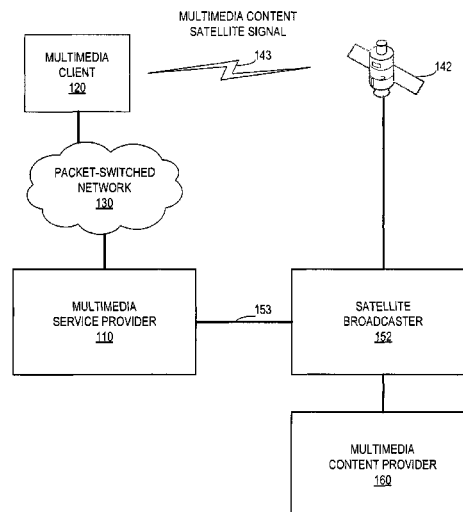 MULTIMEDIA CONTENT
SATELLITE SIGNAL
143
142
MULTIMEDIA
CLIENT
120
PACKET-SWITCHED
NETWORK
130
MULTIMEDIA
SERVICE PROVIDER
110
153
SATELLITE
BROADCASTER
152
MULTIMEDIA
CONTENT PROVIDER
160